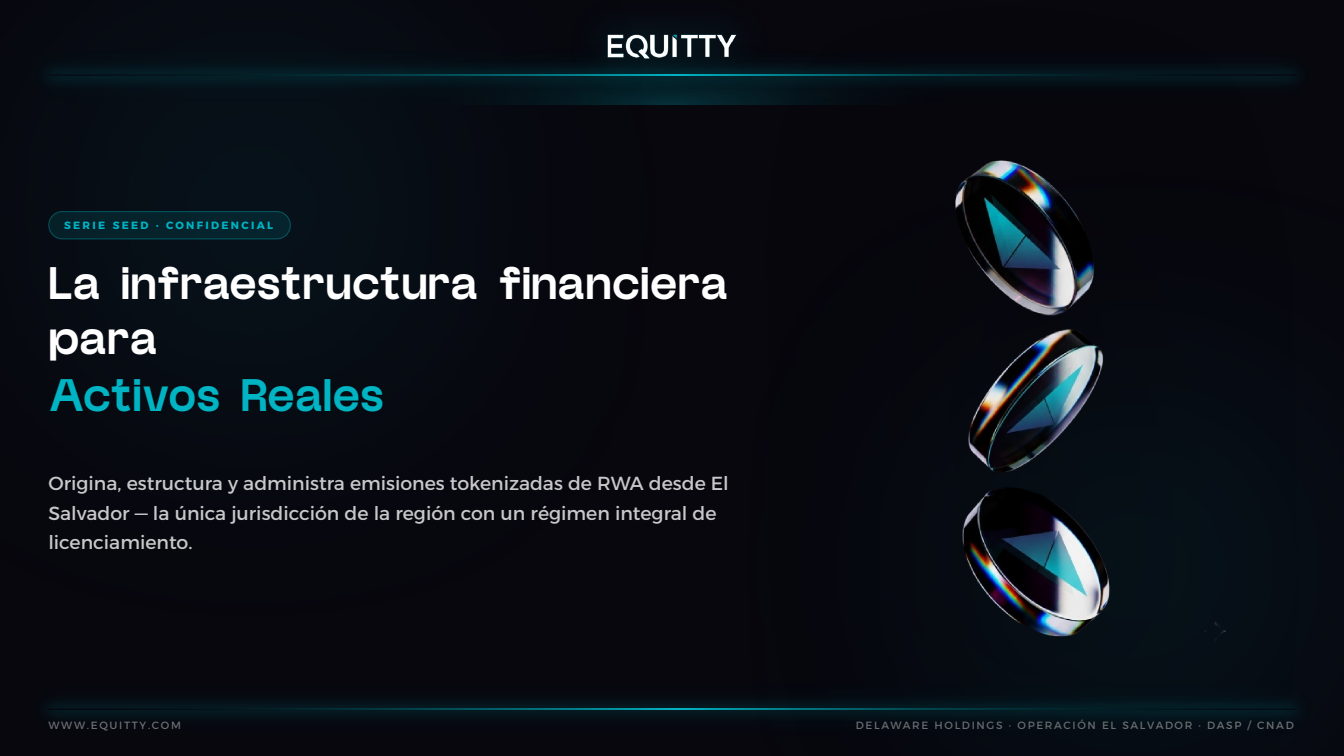 EQUITTY
SERIE SEED · CONFIDENCIAL
La infraestructura financiera
para
Activos Reales
Origina, estructura y administra emisiones tokenizadas de RWA desde El
Salvador — la única jurisdicción de la región con un régimen integral de
licenciamiento.
WWW.EQUITTY.COM
DELAWARE HOLDINGS · OPERACIÓN EL SALVADOR · DASP / CNAD